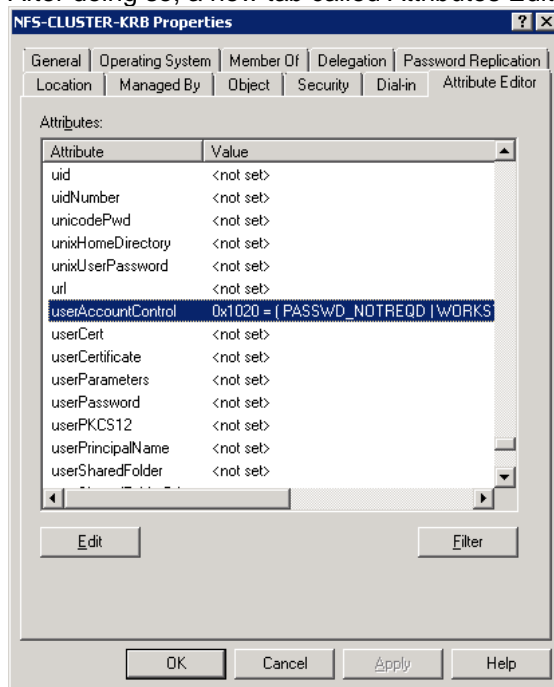 After doing so, a new tab called Attributes Edit
NFS-CLUSTER-KRB Properties
General Operating System Member Of Delegation Password Replication
Location Managed By Object Security Dial-in Attribute Editor
Attributes:
Attribute Value
uid <not set>
uidNumber <not set>
unicodePwd <not set>
unixHomeDirectory <not set>
unixUserPassword <not set>
url <not set>
userAccountControl 0x1020 = ( PASSWD_NOTREQD | WORKS
userCert <not set>
userCertificate <not set>
userParameters <not set>
userPassword <not set>
userPKCS12 <not set>
userPrincipalName <not set>
userSharedFolder <not set>
Edit Filter
OK Cancel Apply Help